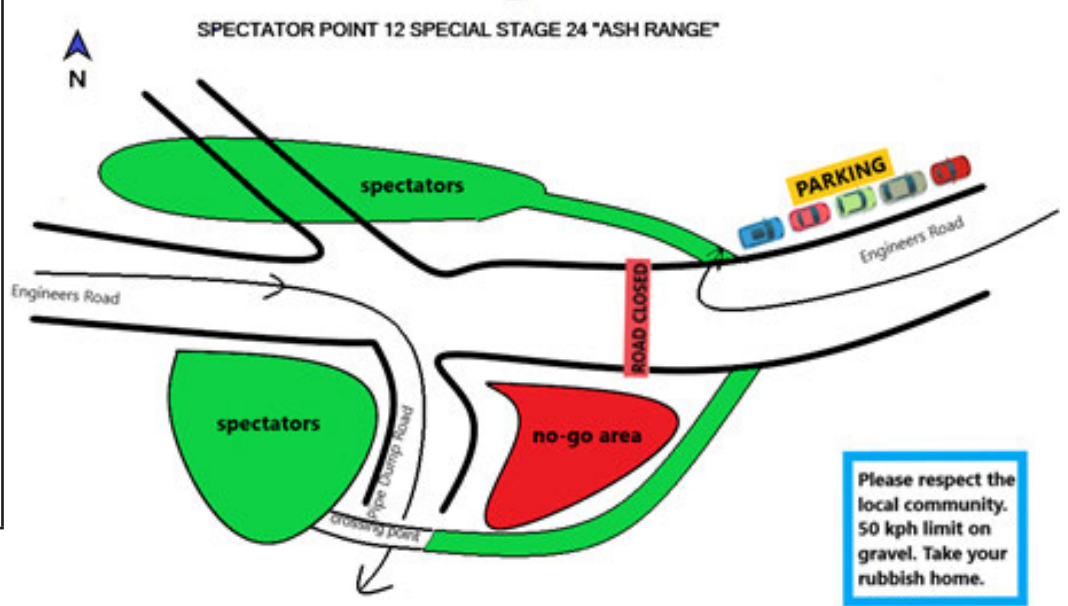 SPECTATOR POINT 12 SPECIAL STAGE 24 "ASH RANGE"
N
spectators
PARKING
Engineers Road
Engineers Road
ROAD CLOSED
spectators
no-go area
Pipe Dump Road
crossing point
Please respect the
local community.
50 kph limit on
gravel. Take your
rubbish home.